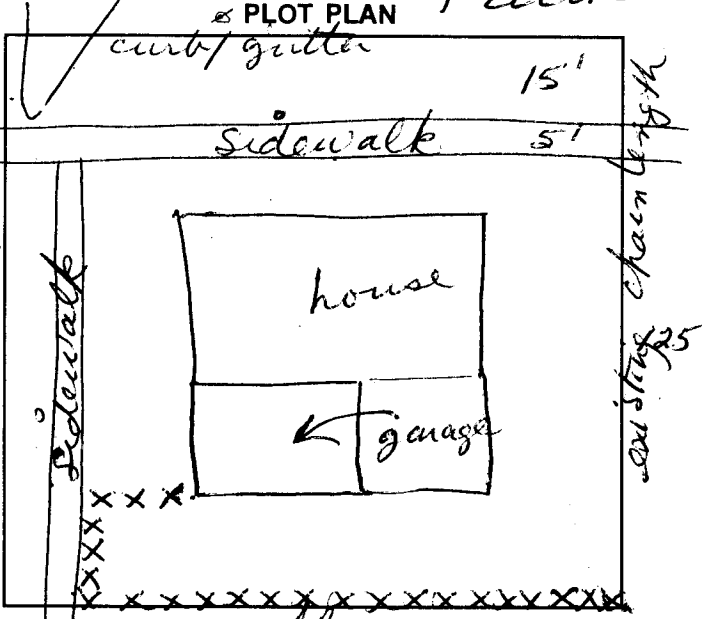 PLOT PLAN
curb/gutter
15'
Sidewalk 5'
existing chain length
house
Sidewalk
25
garage
x x x
x
x
x
x x x x x x x x x x x x x x x x x